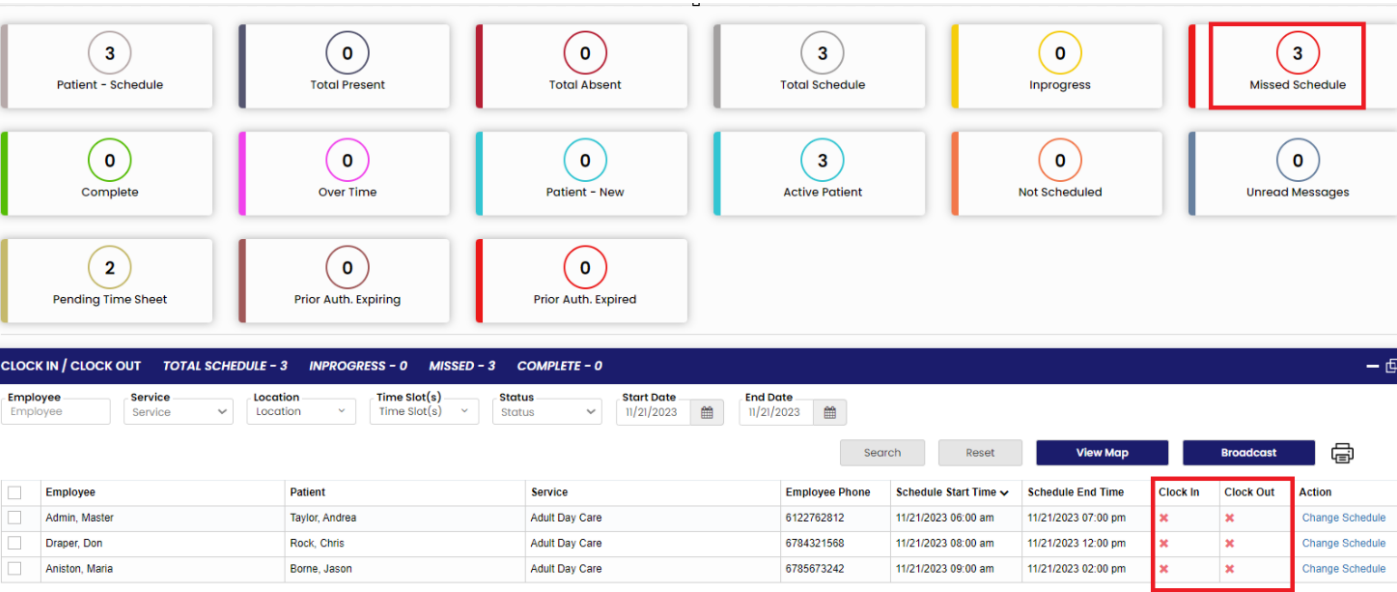 3 0 0 3 0 3
Patient - Schedule Total Present Total Absent Total Schedule Inprogress Missed Schedule
0 0 0 3 0 0
Complete Over Time Patient - New Active Patient Not Scheduled Unread Messages
2 0 0
Pending Time Sheet Prior Auth. Expiring Prior Auth. Expired
CLOCK IN / CLOCK OUT TOTAL SCHEDULE - 3 INPROGRESS - 0 MISSED - 3 COMPLETE - 0
Employee Service Location Time Slot(s) Status Start Date End Date
Employee Service Location Time Slot(s) Status 11/21/2023 11/21/2023
Search Reset View Map Broadcast
Employee Patient Service Employee Phone Schedule Start Time Schedule End Time Clock In Clock Out Action
Admin, Master Taylor, Andrea Adult Day Care 6122762812 11/21/2023 06:00 am 11/21/2023 07:00 pm Change Schedule
Draper, Don Rock, Chris Adult Day Care 6784321568 11/21/2023 08:00 am 11/21/2023 12:00 pm Change Schedule
Aniston, Maria Borne, Jason Adult Day Care 6785673242 11/21/2023 09:00 am 11/21/2023 02:00 pm Change Schedule